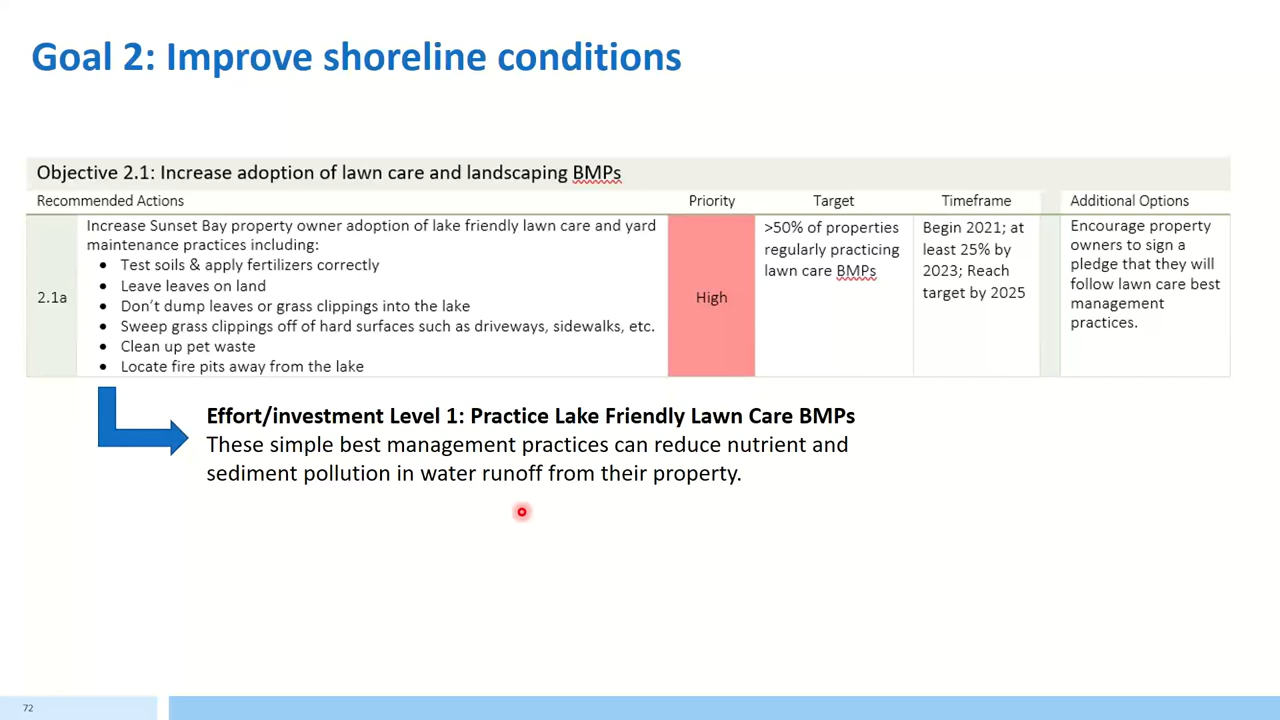 Goal 2: Improve shoreline conditions
Objective 2.1: Increase adoption of lawn care and landscaping BMPs
Recommended Actions
Priority
Target
Timeframe
Additional Options
2.1a
Increase Sunset Bay property owner adoption of lake friendly lawn care and yard
maintenance practices including:
• Test soils & apply fertilizers correctly
• Leave leaves on land
• Don’t dump leaves or grass clippings into the lake
• Sweep grass clippings off of hard surfaces such as driveways, sidewalks, etc.
• Clean up pet waste
• Locate fire pits away from the lake
High
>50% of properties
regularly practicing
lawn care BMPs
Begin 2021; at
least 25% by
2023; Reach
target by 2025
Encourage property
owners to sign a
pledge that they will
follow lawn care best
management
practices.
Effort/investment Level 1: Practice Lake Friendly Lawn Care BMPs
These simple best management practices can reduce nutrient and
sediment pollution in water runoff from their property.
72